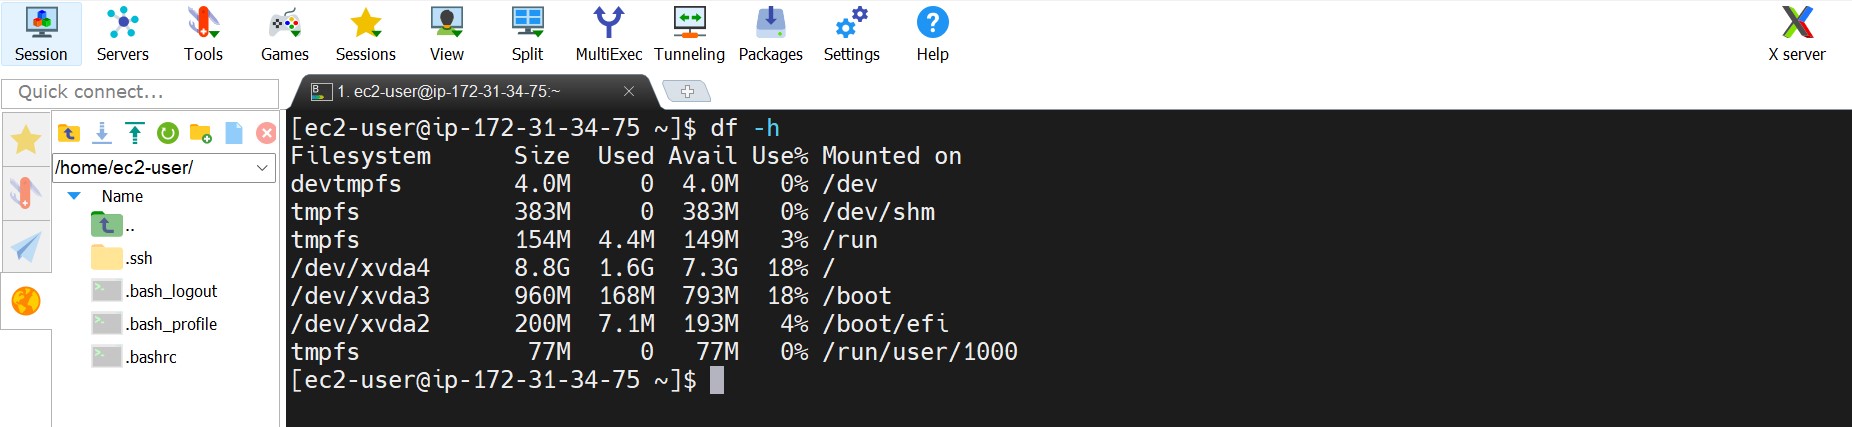 Session Servers Tools Games Sessions View Split MultiExec Tunneling Packages Settings Help X server
Quick connect...
1. ec2-user@ip-172-31-34-75:~
/home/ec2-user/
Name
..
.ssh
.bash_logout
.bash_profile
.bashrc
[ec2-user@ip-172-31-34-75 ~]$ df -h
Filesystem      Size  Used Avail Use% Mounted on
devtmpfs        4.0M     0  4.0M   0% /dev
tmpfs           383M     0  383M   0% /dev/shm
tmpfs           154M  4.4M  149M   3% /run
/dev/xvda4      8.8G  1.6G  7.3G  18% /
/dev/xvda3      960M  168M  793M  18% /boot
/dev/xvda2      200M  7.1M  193M   4% /boot/efi
tmpfs            77M     0   77M   0% /run/user/1000
[ec2-user@ip-172-31-34-75 ~]$